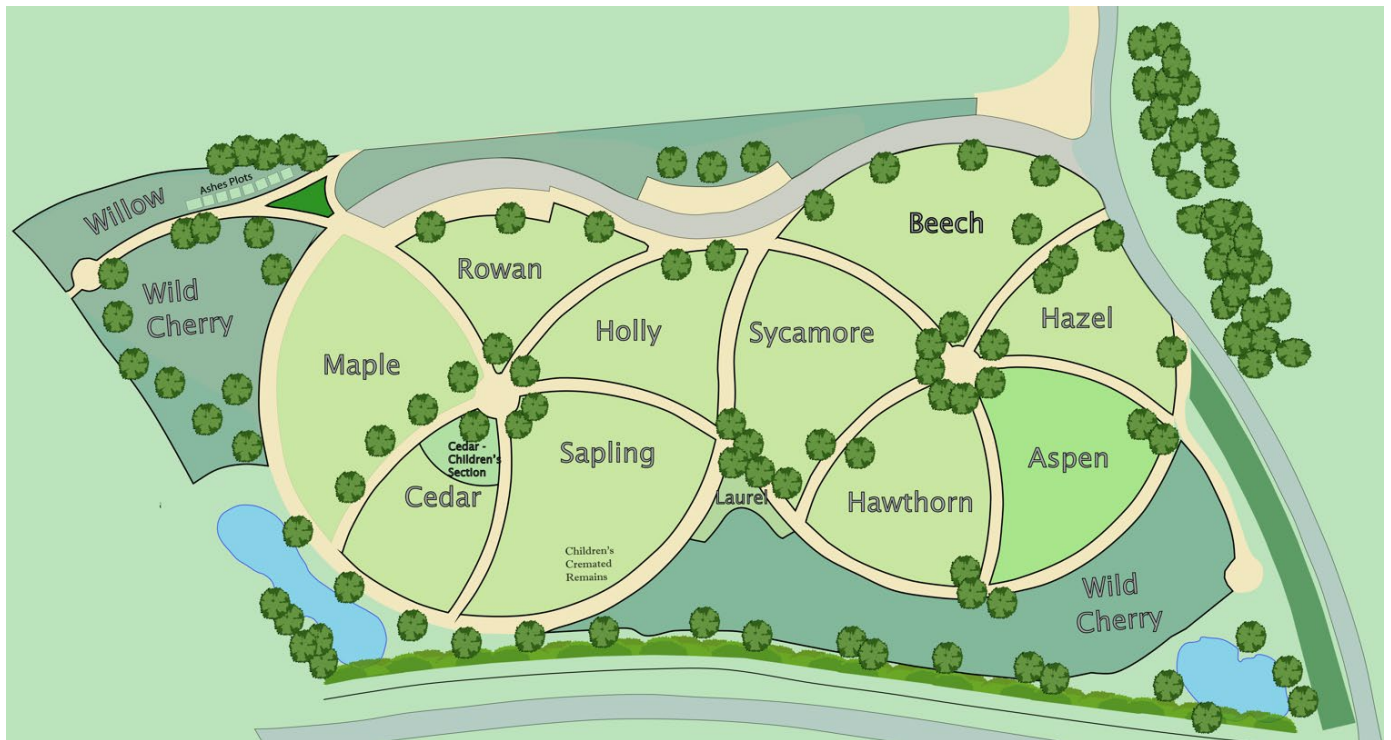 Ashes Plots
Willow
Wild
Cherry
Rowan
Maple
Holly
Sycamore
Beech
Hazel
Cedar -
Children's
Section
Cedar
Sapling
Children's
Cremated
Remains
Laurel
Hawthorn
Aspen
Wild
Cherry